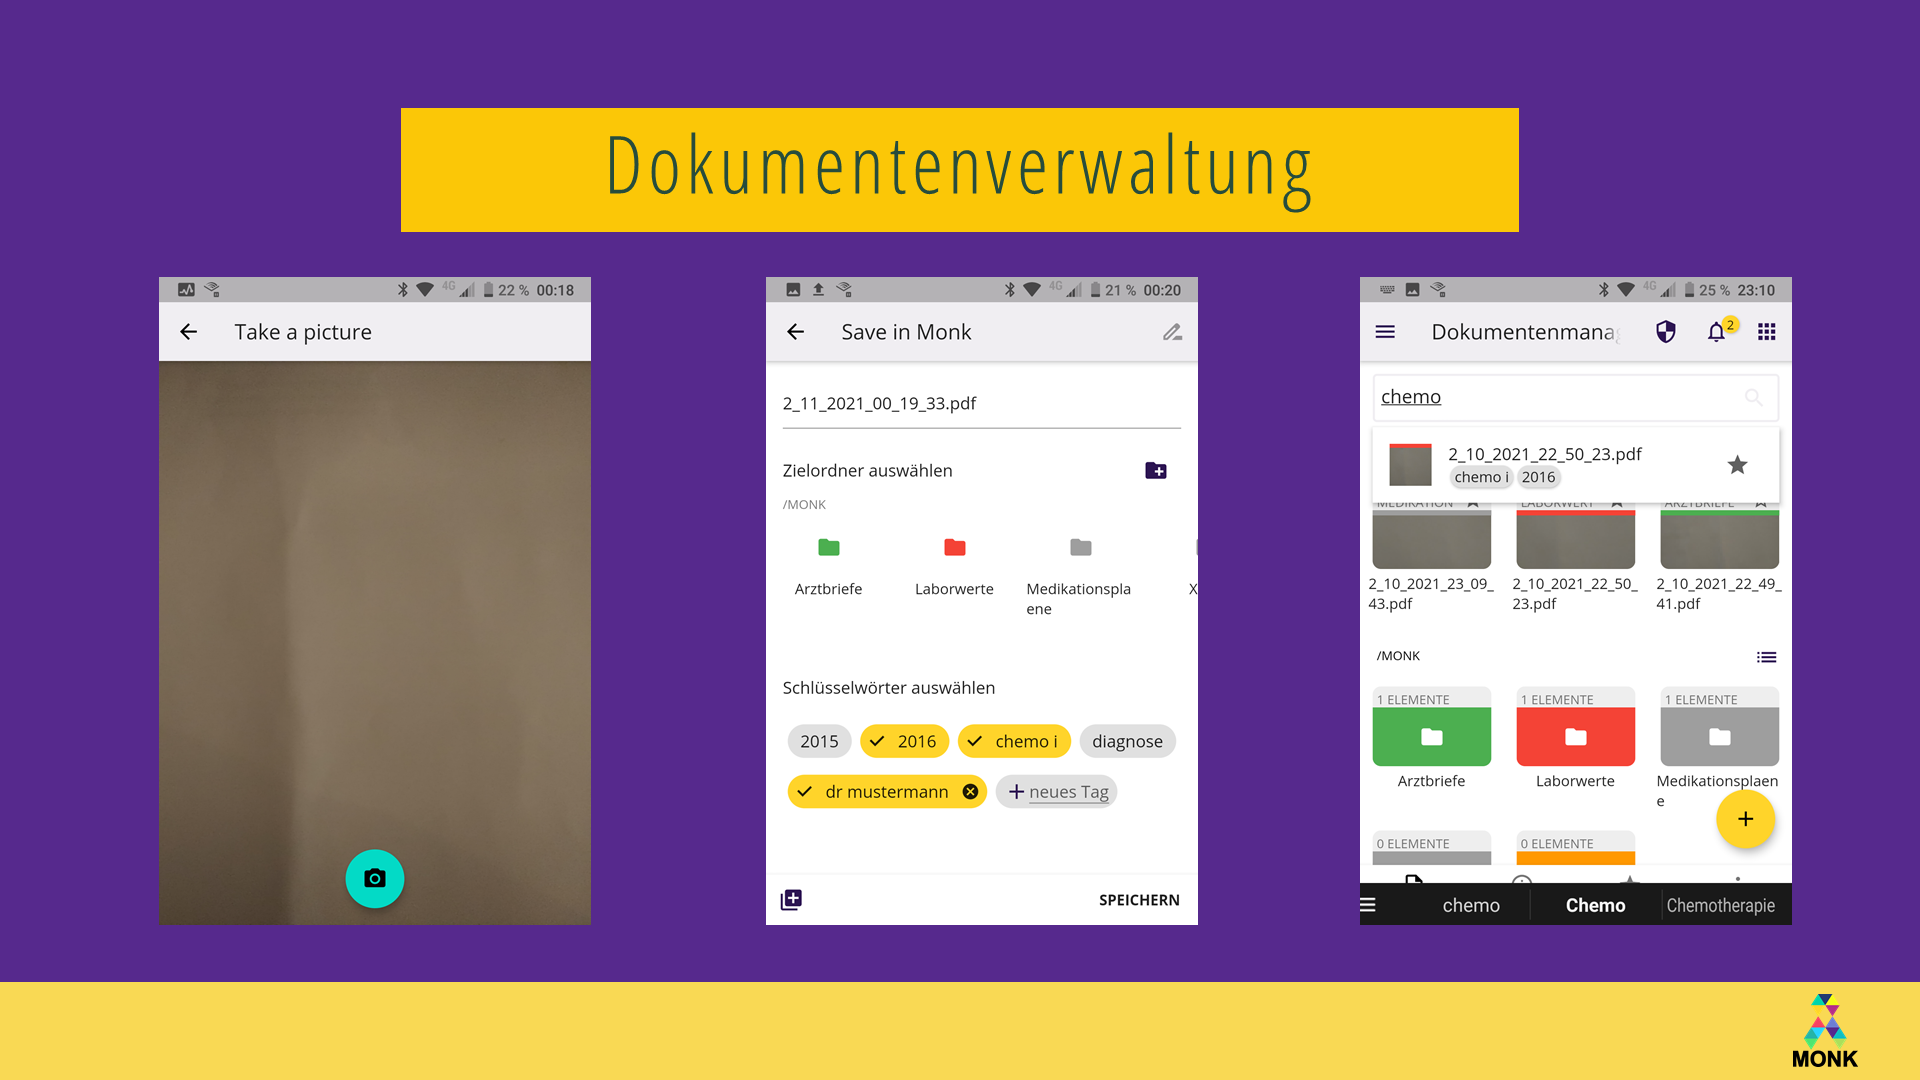 Dokumentenverwaltung
4G 22 % 00:18
Take a picture
4G 21 % 00:20
Save in Monk
2_11_2021_00_19_33.pdf
Zielordner auswählen
/MONK
Arztbriefe Laborwerte Medikationsplaene X
Schlüsselwörter auswählen
2015 2016 chemo i diagnose
dr mustermann neues Tag
SPEICHERN
4G 25 % 23:10
Dokumentenmanag 2
chemo
2_10_2021_22_50_23.pdf
chemo i 2016
MEDIKATION LABORWERT ARZTBRIEFE
2_10_2021_23_09_43.pdf 2_10_2021_22_50_23.pdf 2_10_2021_22_49_41.pdf
/MONK
1 ELEMENTE 1 ELEMENTE 1 ELEMENTE
Arztbriefe Laborwerte Medikationsplaene
0 ELEMENTE 0 ELEMENTE
chemo Chemo Chemotherapie
MONK